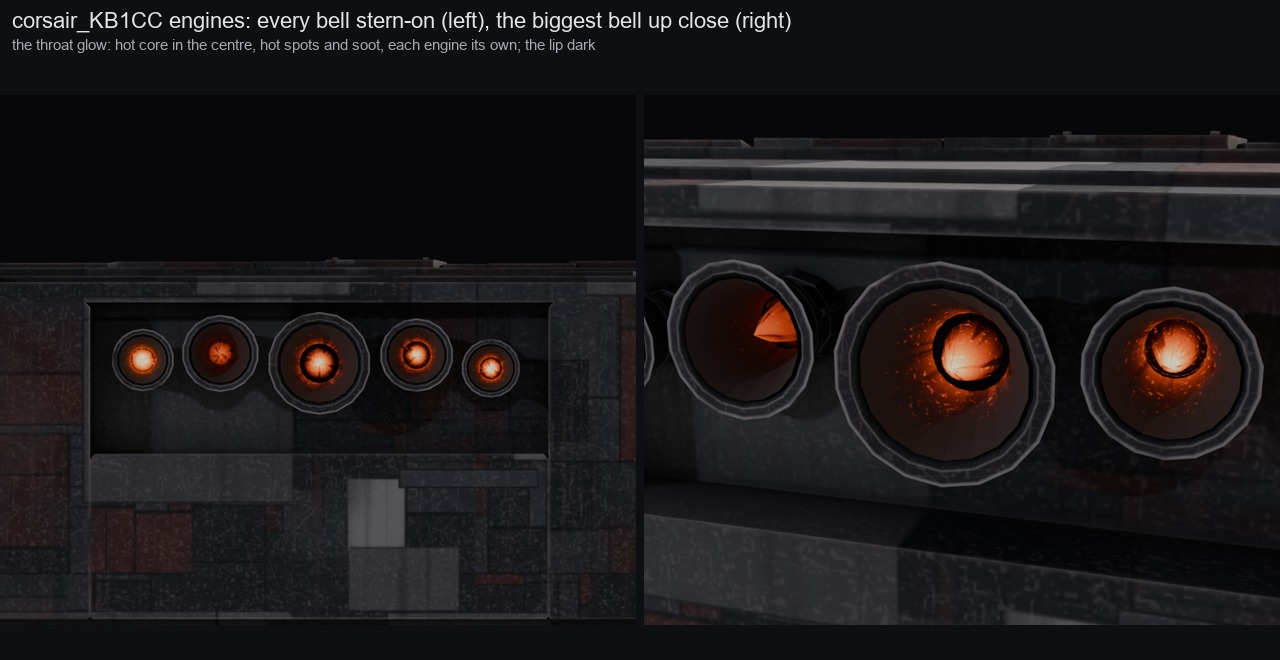 corsair_KB1CC engines: every bell stern-on (left), the biggest bell up close (right)
the throat glow: hot core in the centre, hot spots and soot, each engine its own; the lip dark